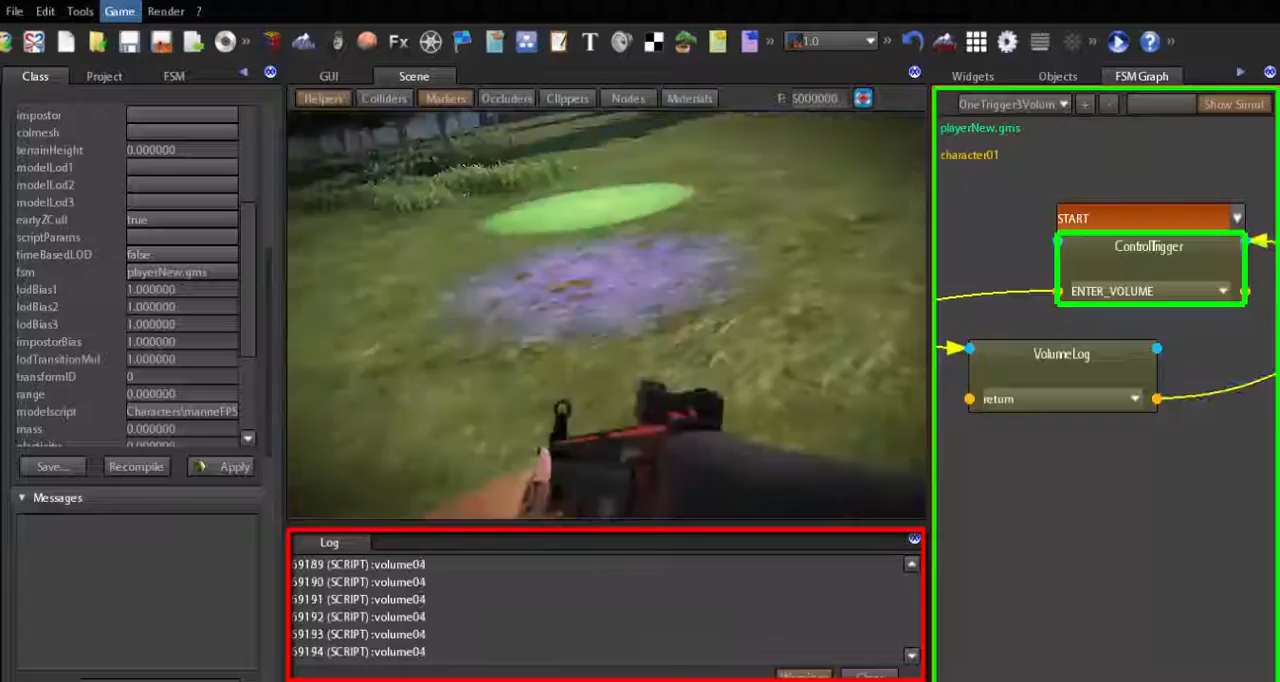 File Edit Tools Game Render ?
Fx T 1.0
Class Project FSM GUI Scene Widgets Objects FSM Graph
Helpers Colliders Markers Occluders Clippers Nodes Materials F: 5000000 OneTrigger3Volum + - Show Simul
impostor
colmesh
terrainHeight 0.000000
modelLod1
modelLod2
modelLod3
earlyZCull true
scriptParams
timeBasedLOD false
fsm playerNew.gms
lodBias1 1.000000
lodBias2 1.000000
lodBias3 1.000000
impostorBias 1.000000
lodTransitionMul 1.000000
transformID 0
range 0.000000
modelscript Characters\manneFPS
mass 0.000000
Save... Recompile Apply
Messages
playerNew.gms
character01
START
ControlTrigger
ENTER_VOLUME
VolumeLog
return
Log
59189 (SCRIPT) :volume04
59190 (SCRIPT) :volume04
59191 (SCRIPT) :volume04
59192 (SCRIPT) :volume04
59193 (SCRIPT) :volume04
59194 (SCRIPT) :volume04